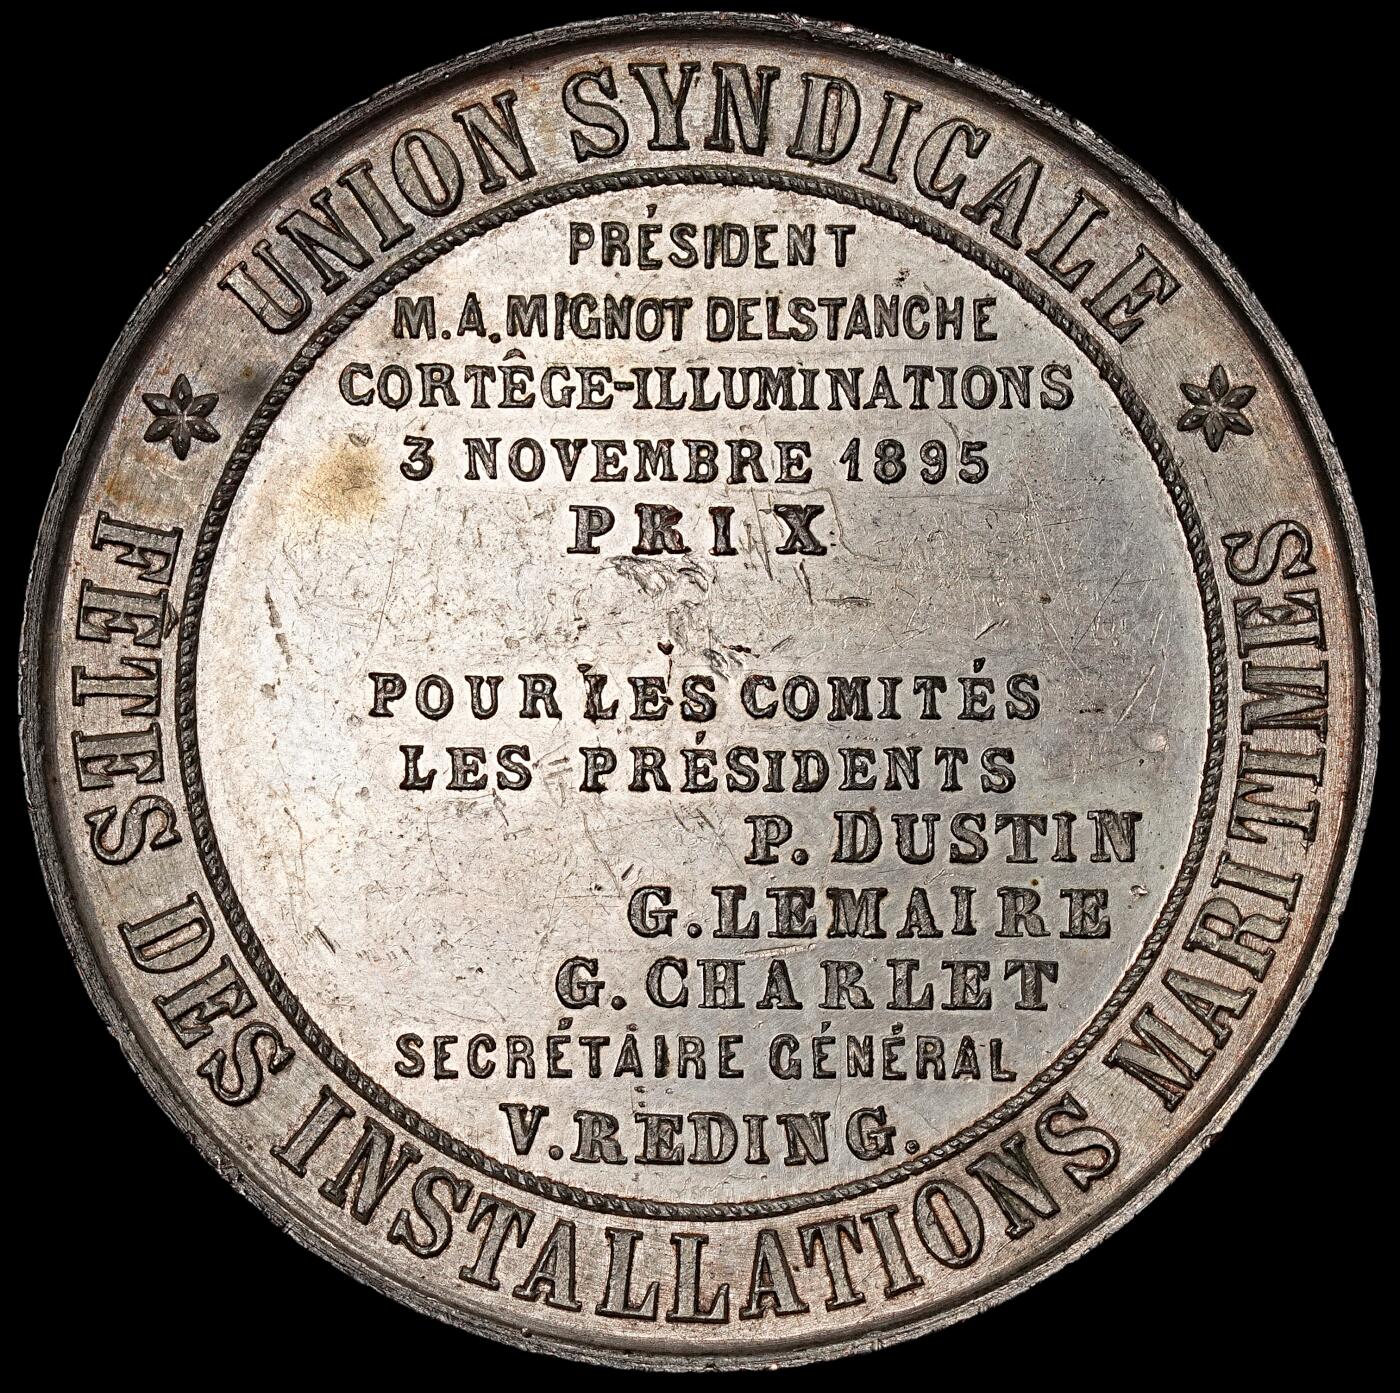 UNION SYNDICALE
FÊTES DES INSTALLATIONS MARITIMES
PRÉSIDENT
M.A.MIGNOT DELSTANCHE
CORTÊGE-ILLUMINATIONS
3 NOVEMBRE 1895
PRIX
POUR LES COMITÉS
LES PRÉSIDENTS
P. DUSTIN
G. LEMAIRE
G. CHARLET
SECRÉTAIRE GÉNÉRAL
V. REDING.